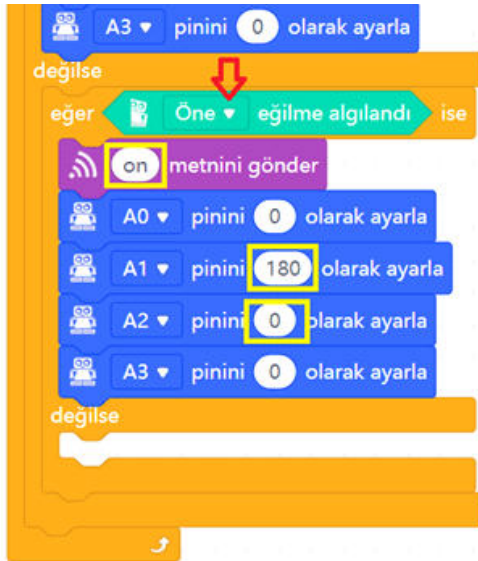 A3 ▼ pinini 0 olarak ayarla
değilse
eğer Öne ▼ eğilme algılandı ise
on metnini gönder
A0 ▼ pinini 0 olarak ayarla
A1 ▼ pinini 180 olarak ayarla
A2 ▼ pinini 0 olarak ayarla
A3 ▼ pinini 0 olarak ayarla
değilse